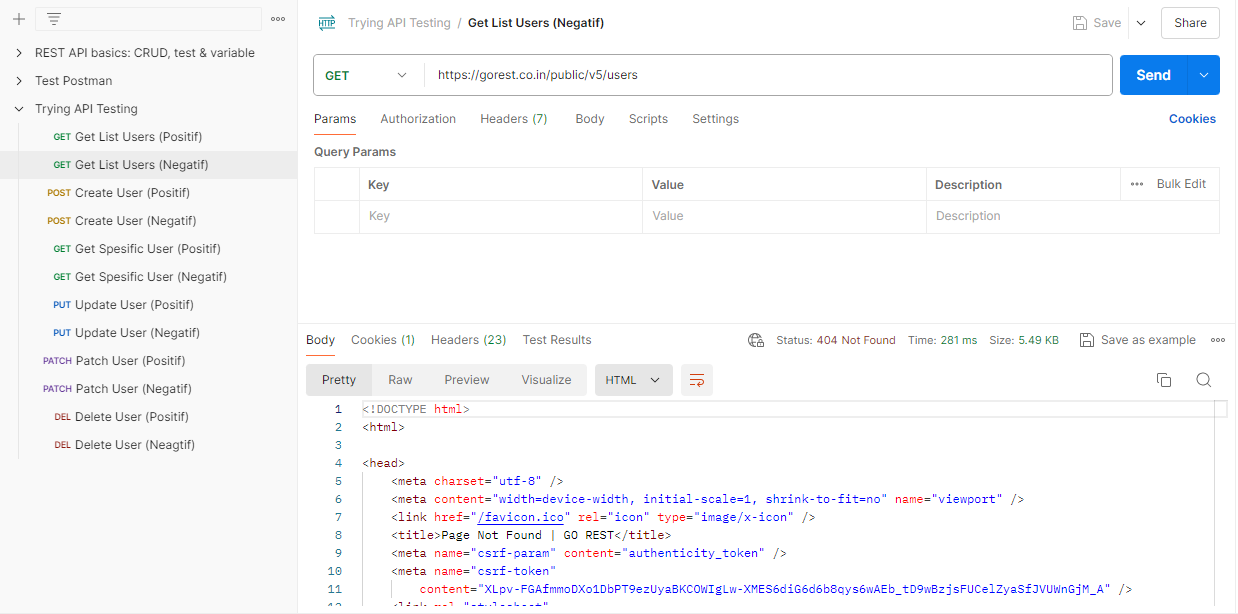 REST API basics: CRUD, test & variable
Test Postman
Trying API Testing
GET Get List Users (Positif)
GET Get List Users (Negatif)
POST Create User (Positif)
POST Create User (Negatif)
GET Get Spesific User (Positif)
GET Get Spesific User (Negatif)
PUT Update User (Positif)
PUT Update User (Negatif)
PATCH Patch User (Positif)
PATCH Patch User (Negatif)
DEL Delete User (Positif)
DEL Delete User (Neagtif)
HTTP Trying API Testing / Get List Users (Negatif) Save Share
GET https://gorest.co.in/public/v5/users Send
Params Authorization Headers (7) Body Scripts Settings Cookies
Query Params
Key Value Description Bulk Edit
Key Value Description
Body Cookies (1) Headers (23) Test Results Status: 404 Not Found Time: 281 ms Size: 5.49 KB Save as example
Pretty Raw Preview Visualize HTML
1 <!DOCTYPE html>
2 <html>
3
4 <head>
5 <meta charset="utf-8" />
6 <meta content="width=device-width, initial-scale=1, shrink-to-fit=no" name="viewport" />
7 <link href="/favicon.ico" rel="icon" type="image/x-icon" />
8 <title>Page Not Found | GO REST</title>
9 <meta name="csrf-param" content="authenticity_token" />
10 <meta name="csrf-token"
11 content="XLpv-FGAfmmoDXo1DbPT9ezUyaBKCOWIgLw-XMES6diG6d6b8qys6wAEb_tD9wBzjsFUCelZyaSfJVUWnGjM_A" />
12 <link rel="stylesheet"